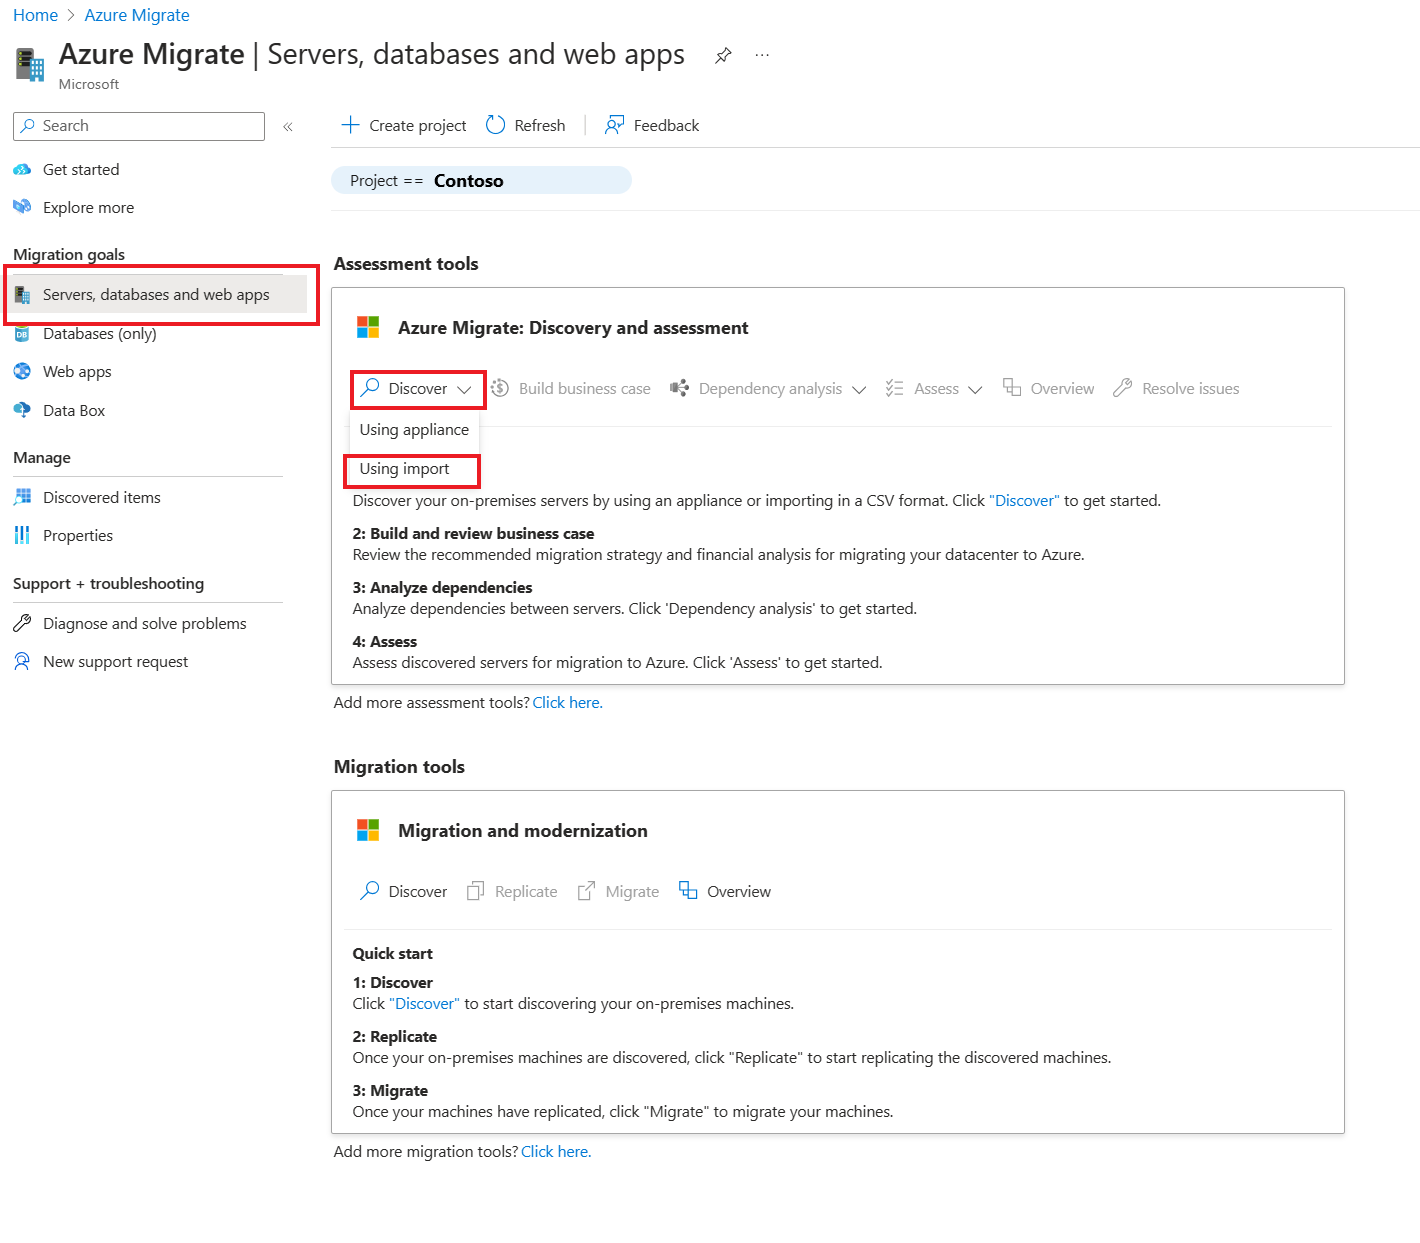 Home > Azure Migrate
Azure Migrate | Servers, databases and web apps
Microsoft
Search
Get started
Explore more
Migration goals
Servers, databases and web apps
Databases (only)
Web apps
Data Box
Manage
Discovered items
Properties
Support + troubleshooting
Diagnose and solve problems
New support request
Create project Refresh Feedback
Project == Contoso
Assessment tools
Azure Migrate: Discovery and assessment
Discover Build business case Dependency analysis Assess Overview Resolve issues
Using appliance
Using import
Discover your on-premises servers by using an appliance or importing in a CSV format. Click "Discover" to get started.
2: Build and review business case
Review the recommended migration strategy and financial analysis for migrating your datacenter to Azure.
3: Analyze dependencies
Analyze dependencies between servers. Click 'Dependency analysis' to get started.
4: Assess
Assess discovered servers for migration to Azure. Click 'Assess' to get started.
Add more assessment tools? Click here.
Migration tools
Migration and modernization
Discover Replicate Migrate Overview
Quick start
1: Discover
Click "Discover" to start discovering your on-premises machines.
2: Replicate
Once your on-premises machines are discovered, click "Replicate" to start replicating the discovered machines.
3: Migrate
Once your machines have replicated, click "Migrate" to migrate your machines.
Add more migration tools? Click here.